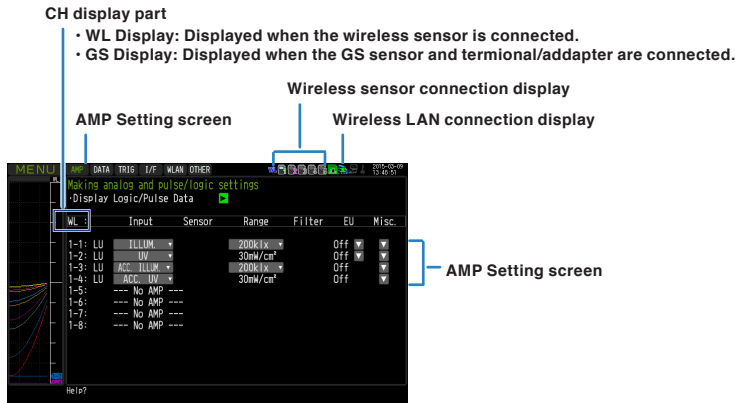 CH display part
・WL Display: Displayed when the wireless sensor is connected.
・GS Display: Displayed when the GS sensor and termional/addapter are connected.
Wireless sensor connection display
AMP Setting screen
Wireless LAN connection display
MENU AMP DATA TRIG I/F WLAN OTHER 2015-03-09
13:48:51
Making analog and pulse/logic settings
·Display Logic/Pulse Data
WL : Input Sensor Range Filter EU Misc.
1-1: LU ILLUM. 200klx Off
1-2: LU UV 30mW/cm² Off
1-3: LU ACC. ILLUM. 200klx Off
1-4: LU ACC. UV 30mW/cm² Off
1-5: --- No AMP ---
1-6: --- No AMP ---
1-7: --- No AMP ---
1-8: --- No AMP ---
AMP Setting screen
Help?